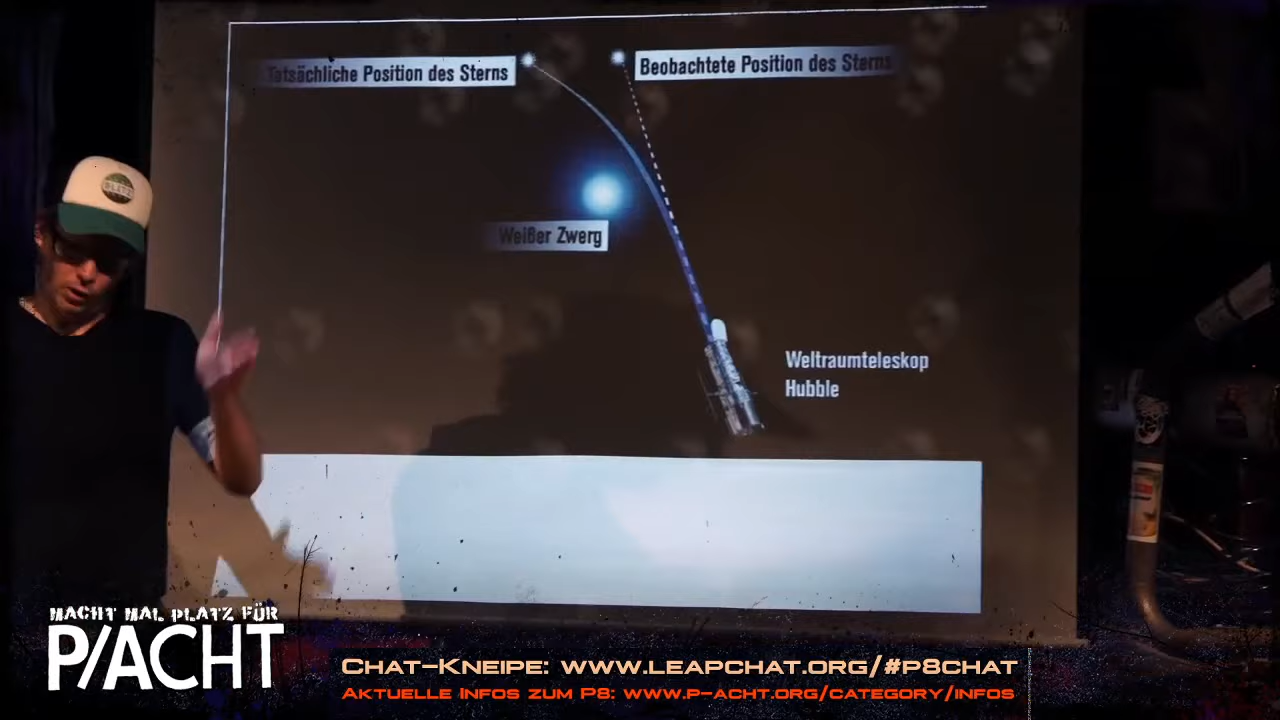 Tatsächliche Position des Sterns
Beobachtete Position des Sterns
Weißer Zwerg
Weltraumteleskop
Hubble
MACHT MAL PLATZ FÜR
P/ACHT
Chat-Kneipe: www.leapchat.org/#p8chat
Aktuelle Infos zum P8: www.p-acht.org/category/infos